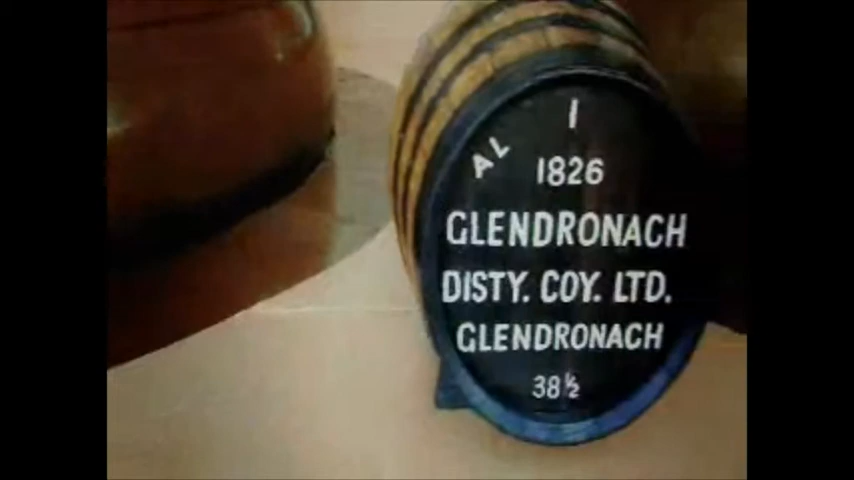 I
AL
1826
GLENDRONACH
DISTY. COY. LTD.
GLENDRONACH
38½